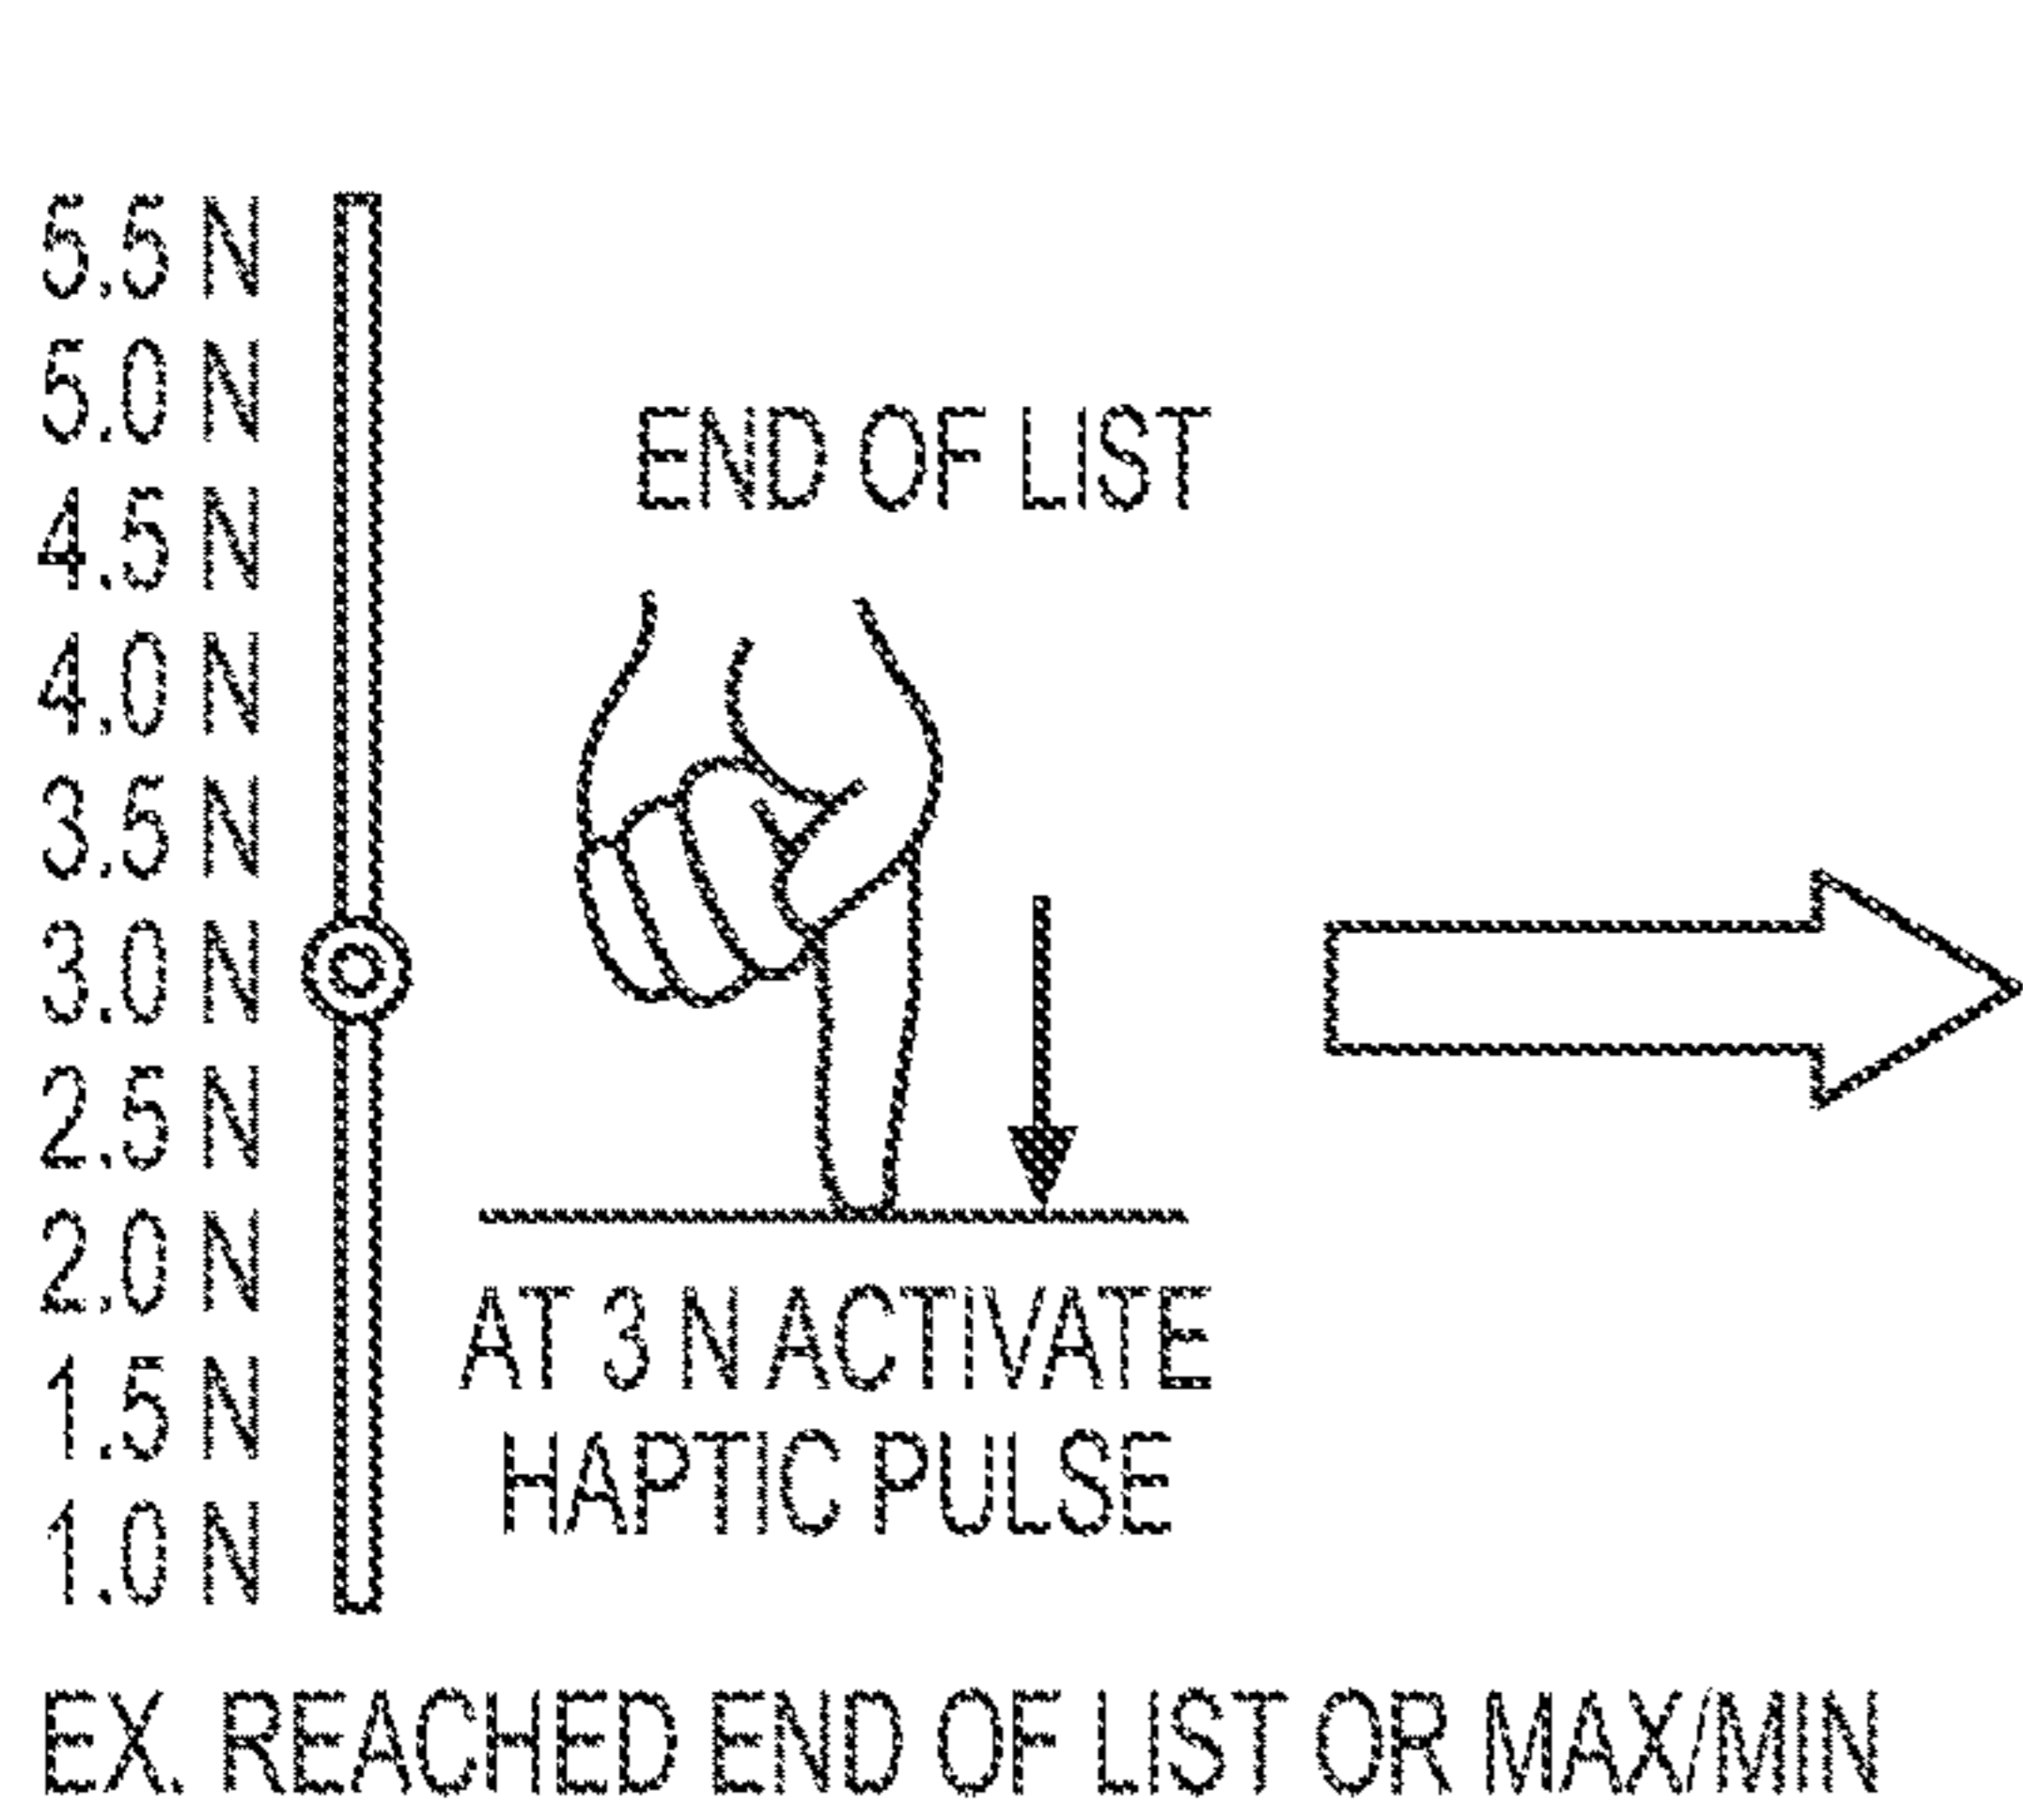 5.5 N
5.0 N
4.5 N
4.0 N
3.5 N
3.0 N
2.5 N
2.0 N
1.5 N
1.0 N
END OF LIST
AT 3 N ACTIVATE
HAPTIC PULSE
EX. REACHED END OF LIST OR MAX/MIN